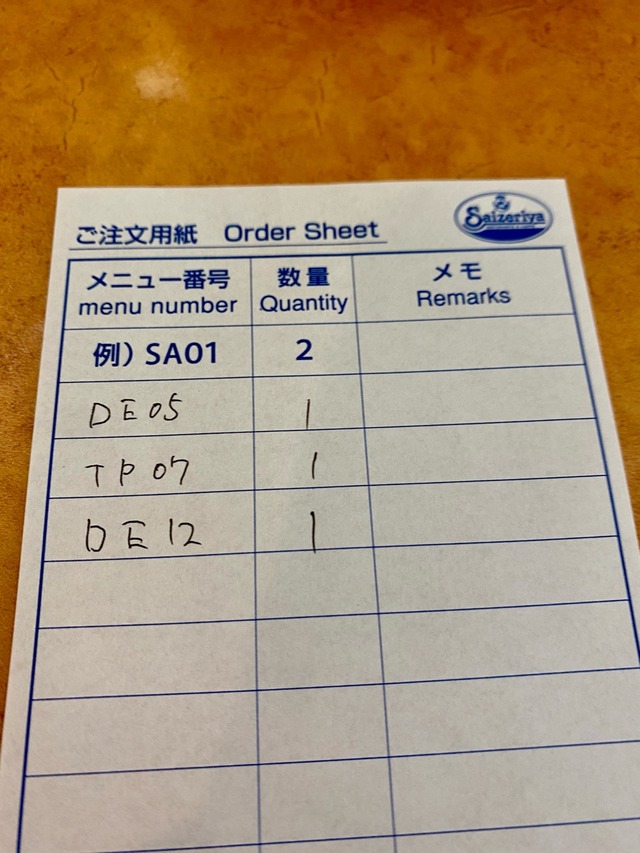 ご注文用紙 Order Sheet Saizeriya
メニュー番号 数量 メモ
menu number Quantity Remarks
例) SA01 2
DE05 1
TP07 1
DE12 1